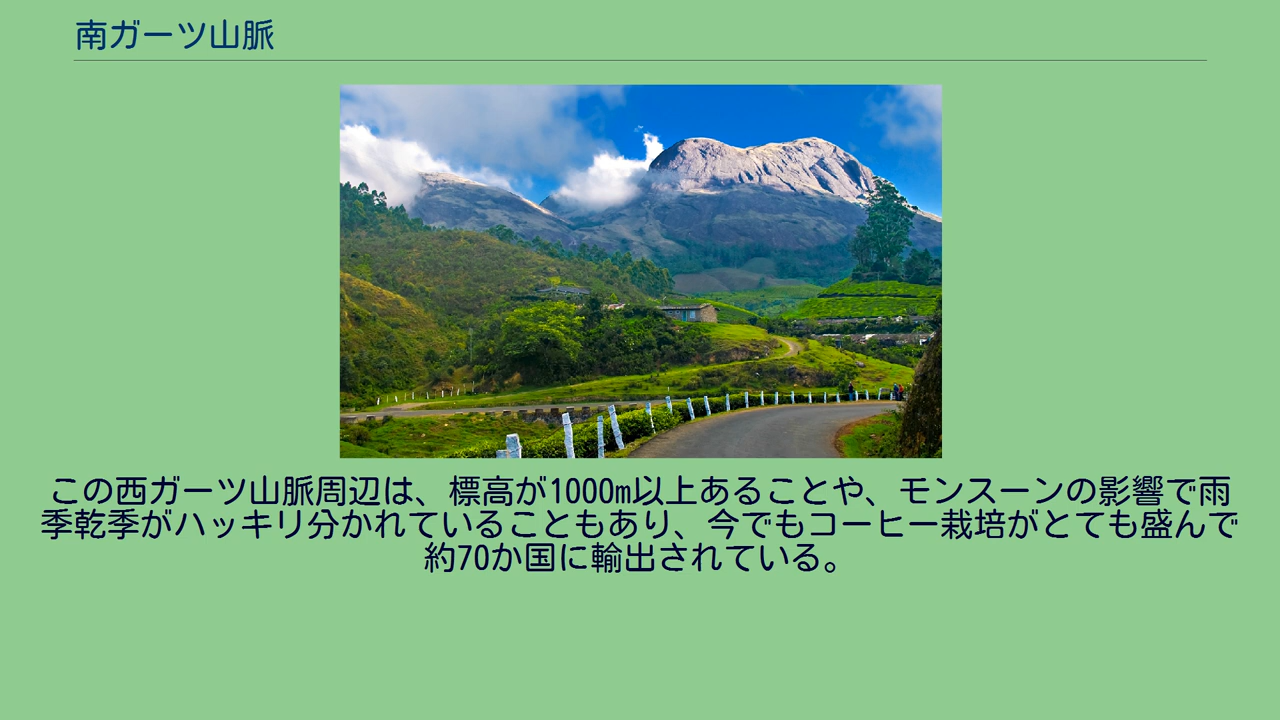 南ガーツ山脈
この西ガーツ山脈周辺は、標高が1000m以上あることや、モンスーンの影響で雨
季乾季がハッキリ分かれていることもあり、今でもコーヒー栽培がとても盛んで
約70か国に輸出されている。